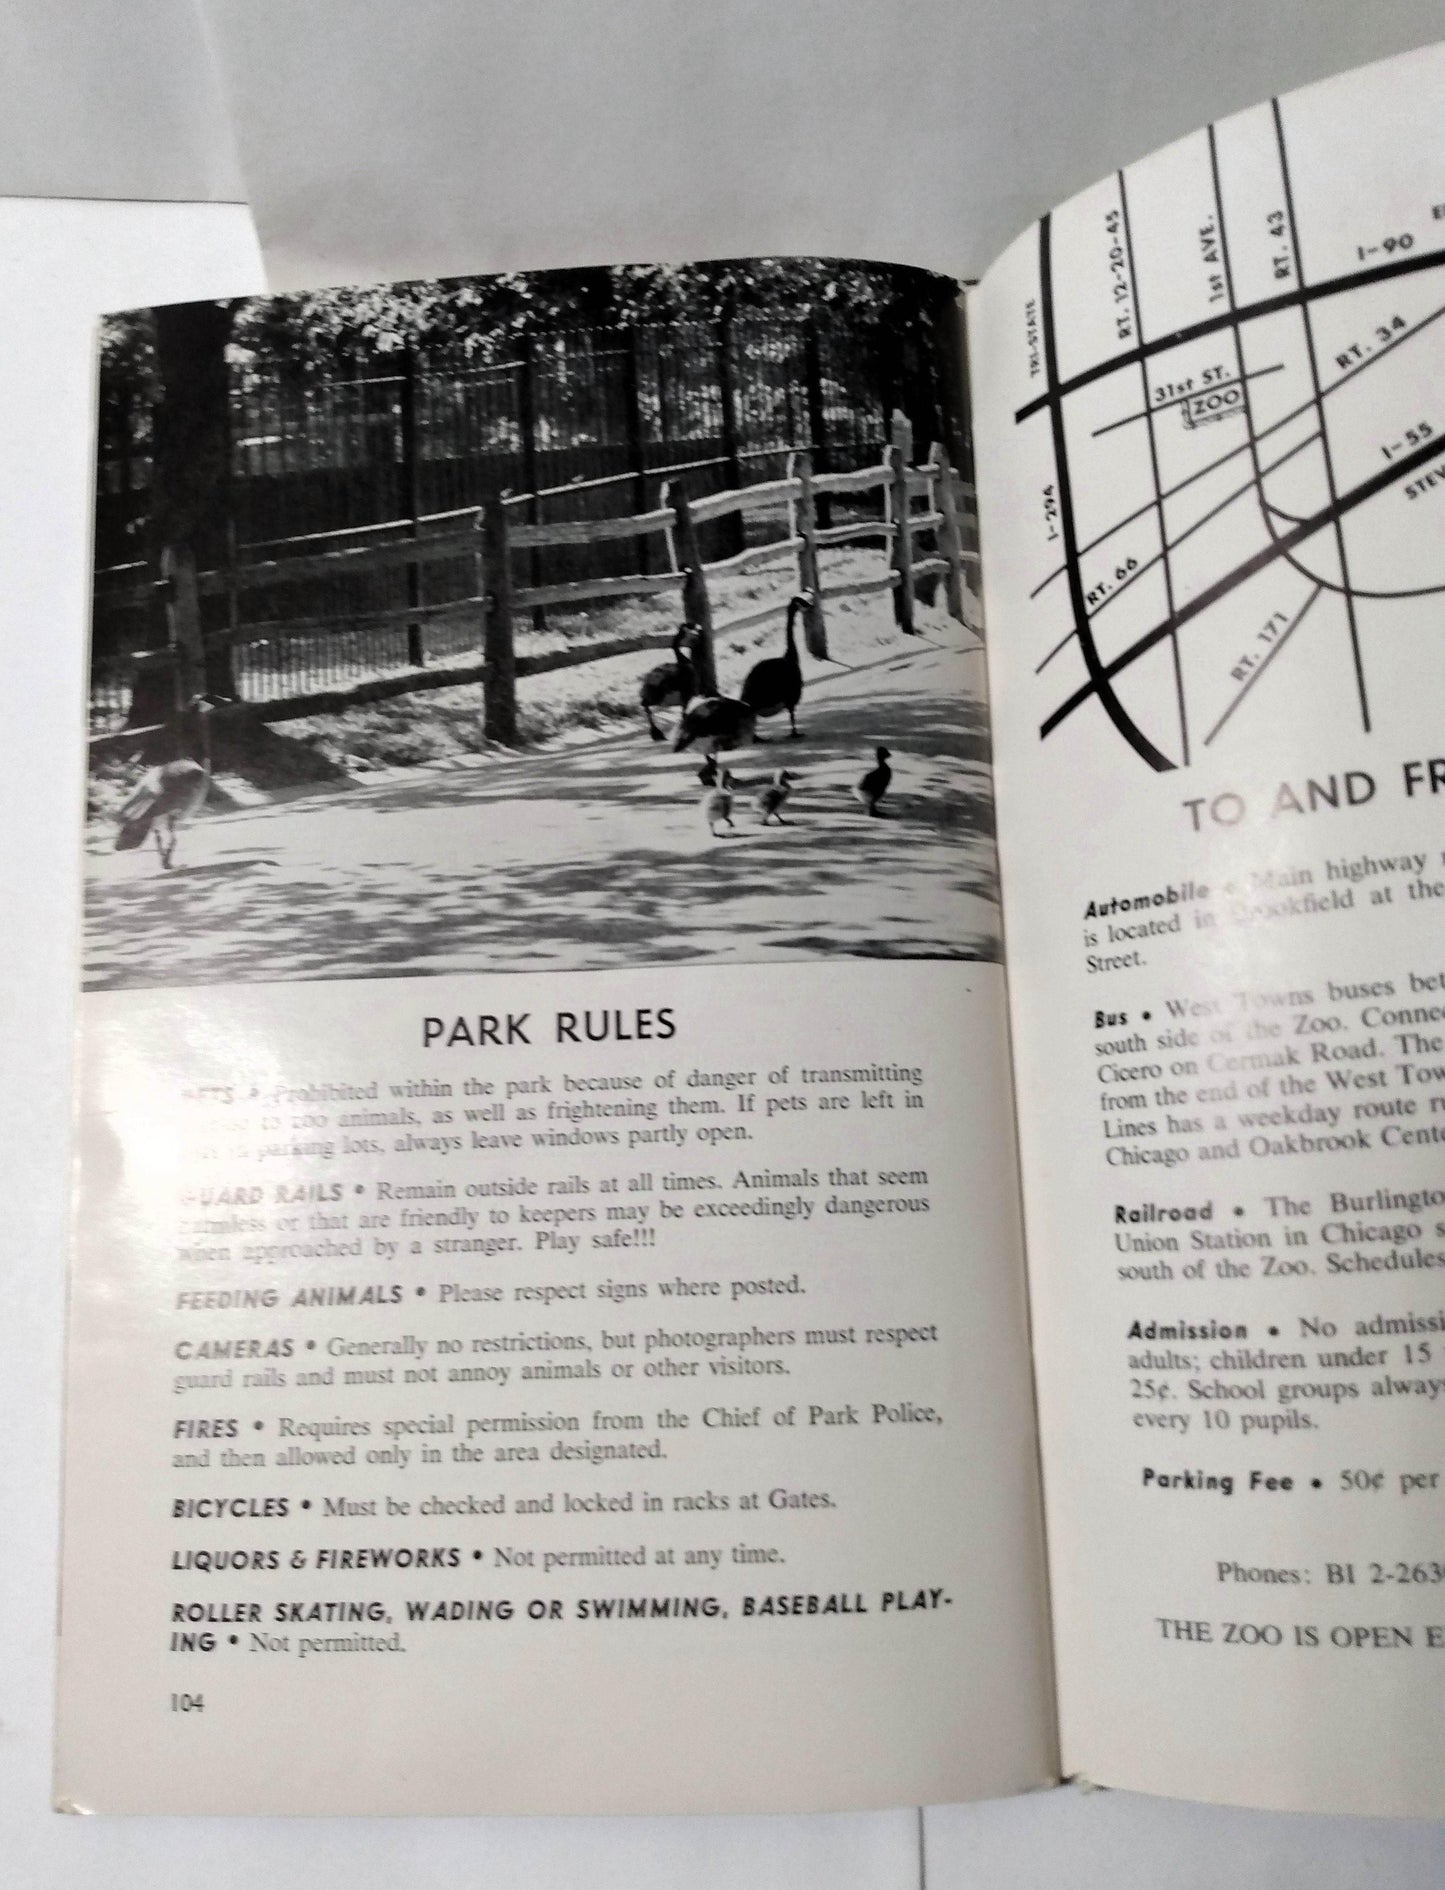 PARK RULES
PETS • Prohibited within the park because of danger of transmitting
to zoo animals, as well as frightening them. If pets are left in
parking lots, always leave windows partly open.
GUARD RAILS • Remain outside rails at all times. Animals that seem
harmless or that are friendly to keepers may be exceedingly dangerous
when approached by a stranger. Play safe!!!
FEEDING ANIMALS • Please respect signs where posted.
CAMERAS • Generally no restrictions, but photographers must respect
guard rails and must not annoy animals or other visitors.
FIRES • Requires special permission from the Chief of Park Police,
and then allowed only in the area designated.
BICYCLES • Must be checked and locked in racks at Gates.
LIQUORS & FIREWORKS • Not permitted at any time.
ROLLER SKATING, WADING OR SWIMMING, BASEBALL PLAY-
ING • Not permitted.
104
TRI-STATE
RT. 12-20-45
1st AVE.
RT. 43
I-90
31st ST.
ZOO
RT. 34
I-55
STEV
I-294
RT. 66
RT. 171
TO AND FR
Automobile • Main highway
is located in Brookfield at the
Street.
Bus • West Towns buses bet
south side of the Zoo. Connec
Cicero on Cermak Road. The
from the end of the West Tow
Lines has a weekday route ru
Chicago and Oakbrook Cente
Railroad • The Burlingto
Union Station in Chicago s
south of the Zoo. Schedules
Admission • No admissi
adults; children under 15
25¢. School groups always
every 10 pupils.
Parking Fee • 50¢ per
Phones: BI 2-263
THE ZOO IS OPEN E